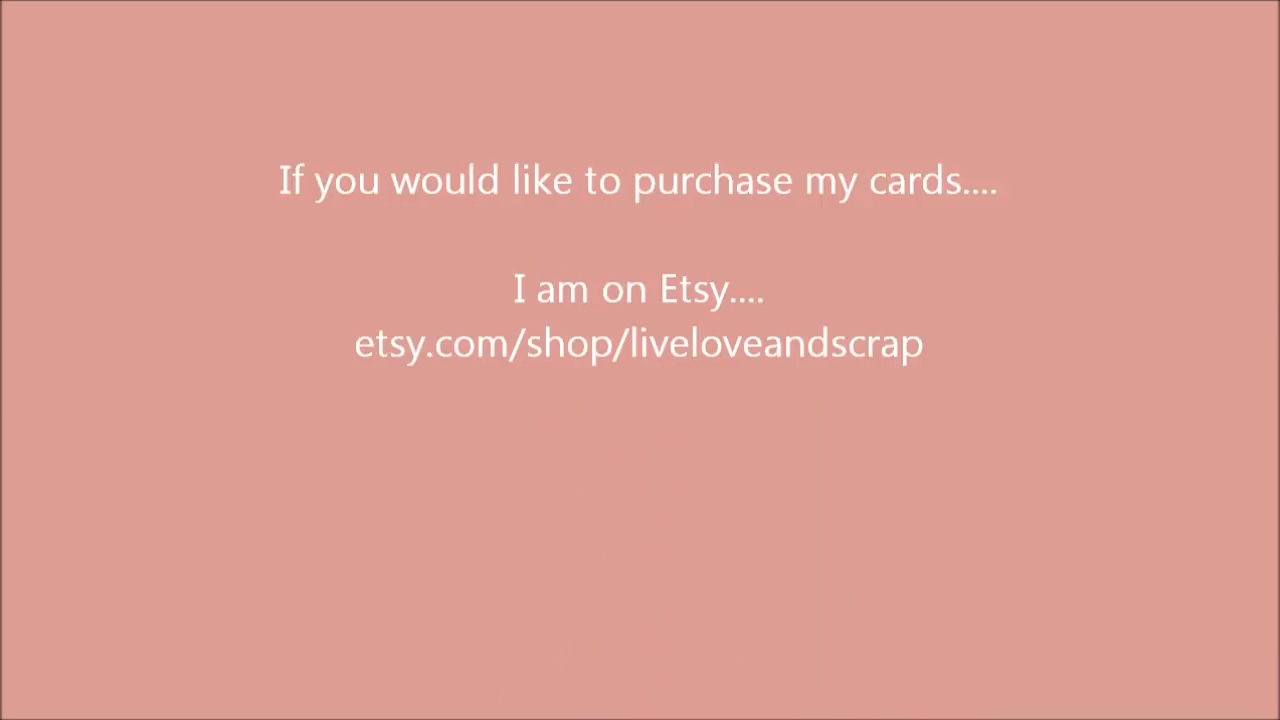 If you would like to purchase my cards....
I am on Etsy....
etsy.com/shop/liveloveandscrap